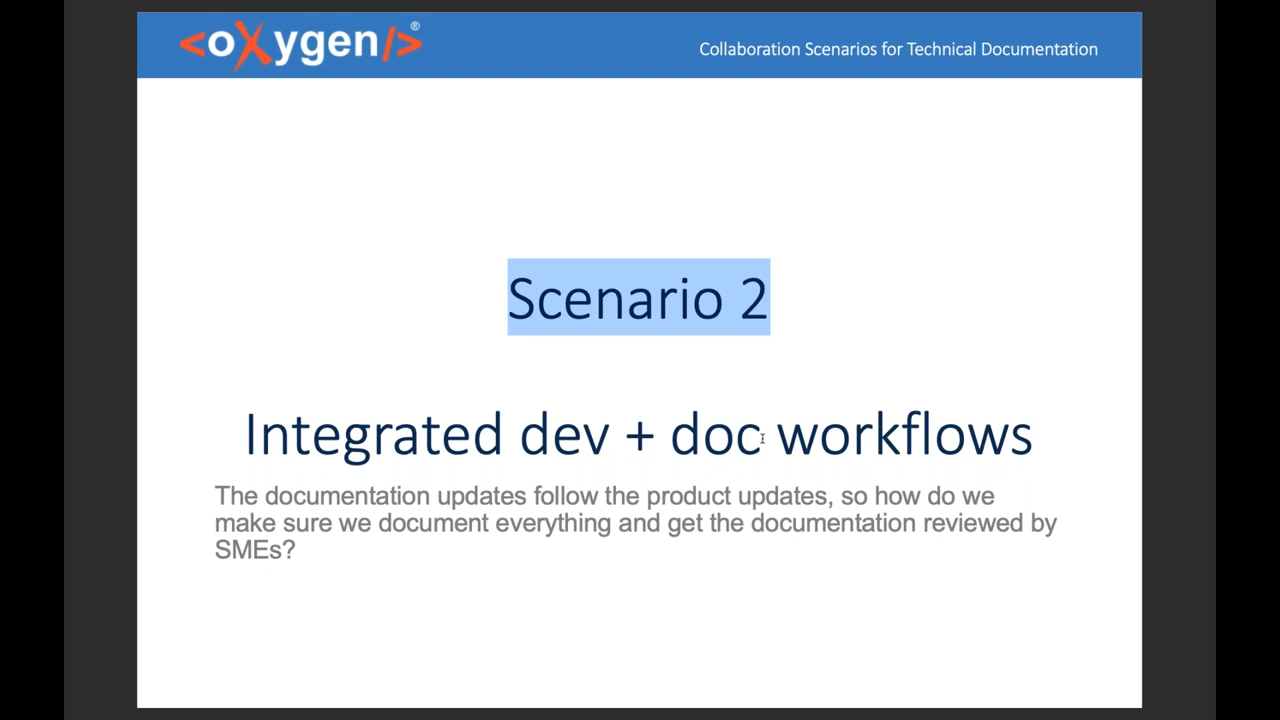 <oXygen/>®
Collaboration Scenarios for Technical Documentation
Scenario 2
Integrated dev + doc workflows
The documentation updates follow the product updates, so how do we
make sure we document everything and get the documentation reviewed by
SMEs?